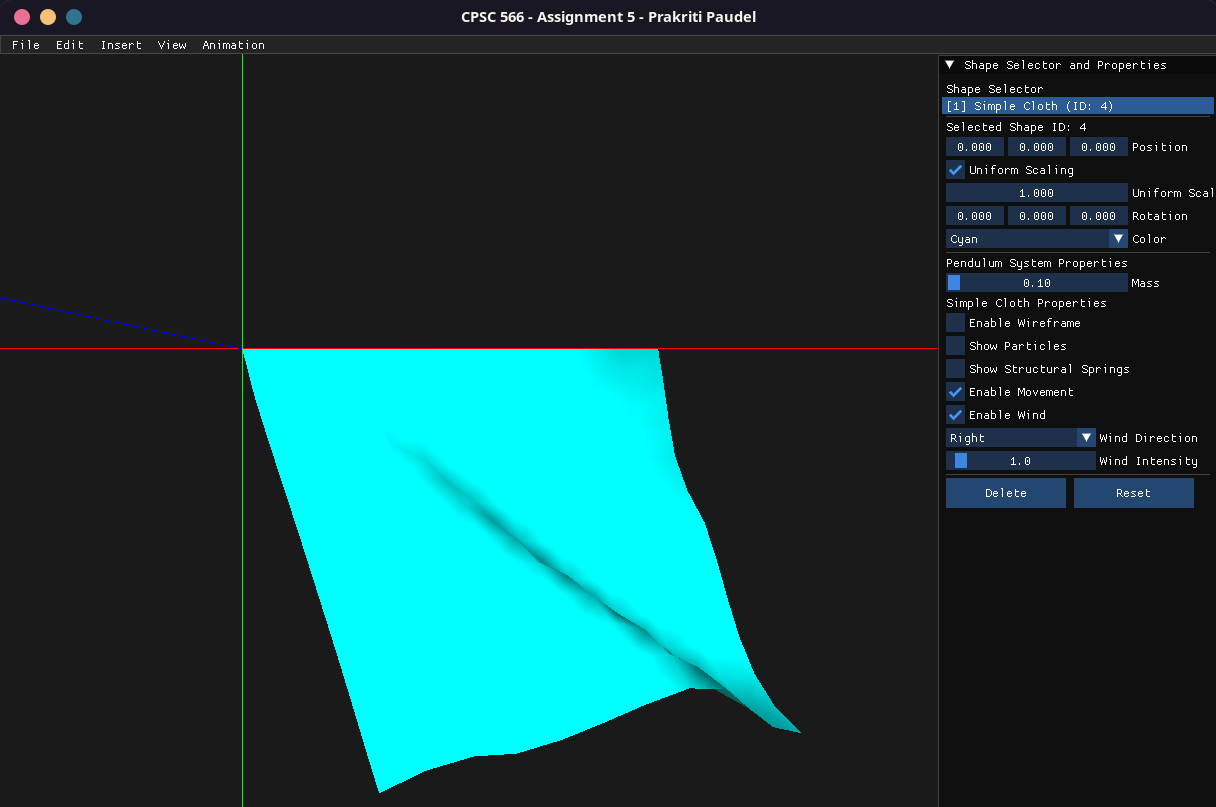 CPSC 566 - Assignment 5 - Prakriti Paudel
File Edit Insert View Animation
Shape Selector and Properties
Shape Selector
[1] Simple Cloth (ID: 4)
Selected Shape ID: 4
0.000 0.000 0.000 Position
Uniform Scaling
1.000 Uniform Scal
0.000 0.000 0.000 Rotation
Cyan Color
Pendulum System Properties
0.10 Mass
Simple Cloth Properties
Enable Wireframe
Show Particles
Show Structural Springs
Enable Movement
Enable Wind
Right Wind Direction
1.0 Wind Intensity
Delete Reset